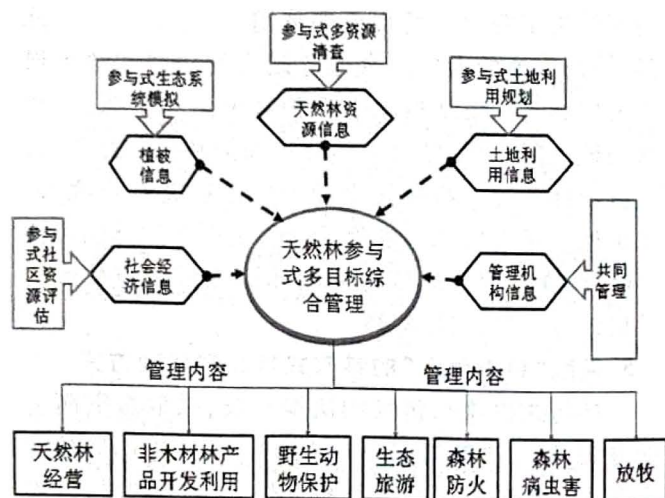 参与式多资源
清查
参与式生态系
统模拟
参与式土地利
用规划
天然林资
源信息
植被
信息
土地利
用信息
参与
式社
区资
源评
估
社会经
济信息
天然林参与
式多目标综
合管理
管理机
构信息
共同
管理
管理内容
管理内容
天然林
经营
非木材林产
品开发利用
野生动
物保护
生态
旅游
森林
防火
森林
病虫害
放牧